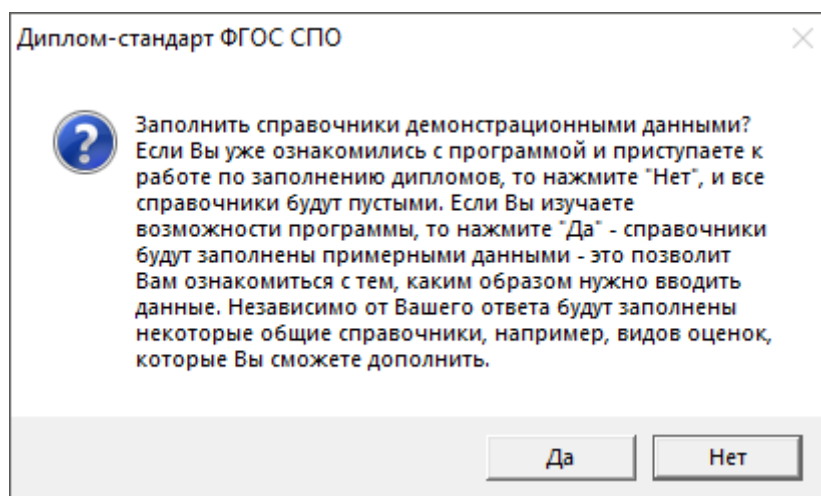 Диплом-стандарт ФГОС СПО
Заполнить справочники демонстрационными данными?
Если Вы уже ознакомились с программой и приступаете к
работе по заполнению дипломов, то нажмите "Нет", и все
справочники будут пустыми. Если Вы изучаете
возможности программы, то нажмите "Да" - справочники
будут заполнены примерными данными - это позволит
Вам ознакомиться с тем, каким образом нужно вводить
данные. Независимо от Вашего ответа будут заполнены
некоторые общие справочники, например, видов оценок,
которые Вы сможете дополнить.
Да
Нет